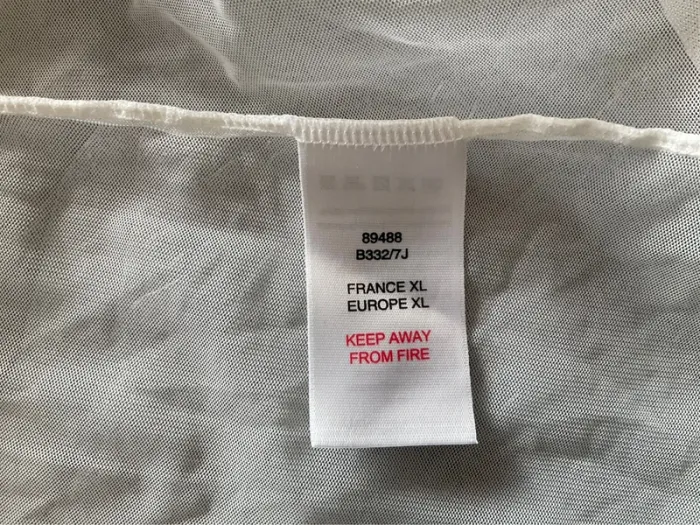 89488
B332/7J
FRANCE XL
EUROPE XL
KEEP AWAY
FROM FIRE